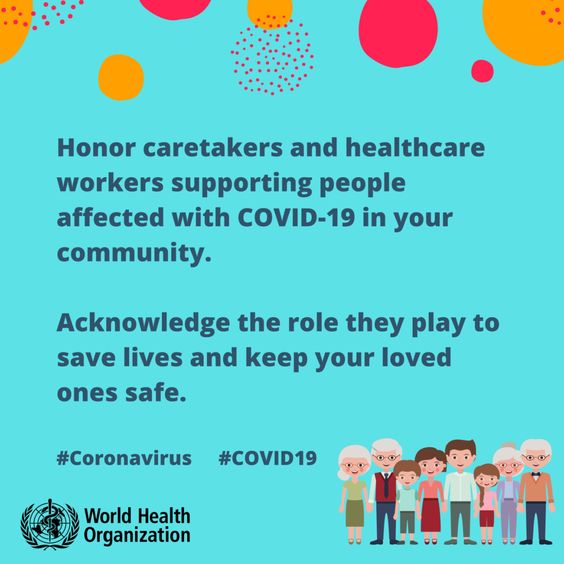 Honor caretakers and healthcare
workers supporting people
affected with COVID-19 in your
community.
Acknowledge the role they play to
save lives and keep your loved
ones safe.
#Coronavirus #COVID19
World Health
Organization